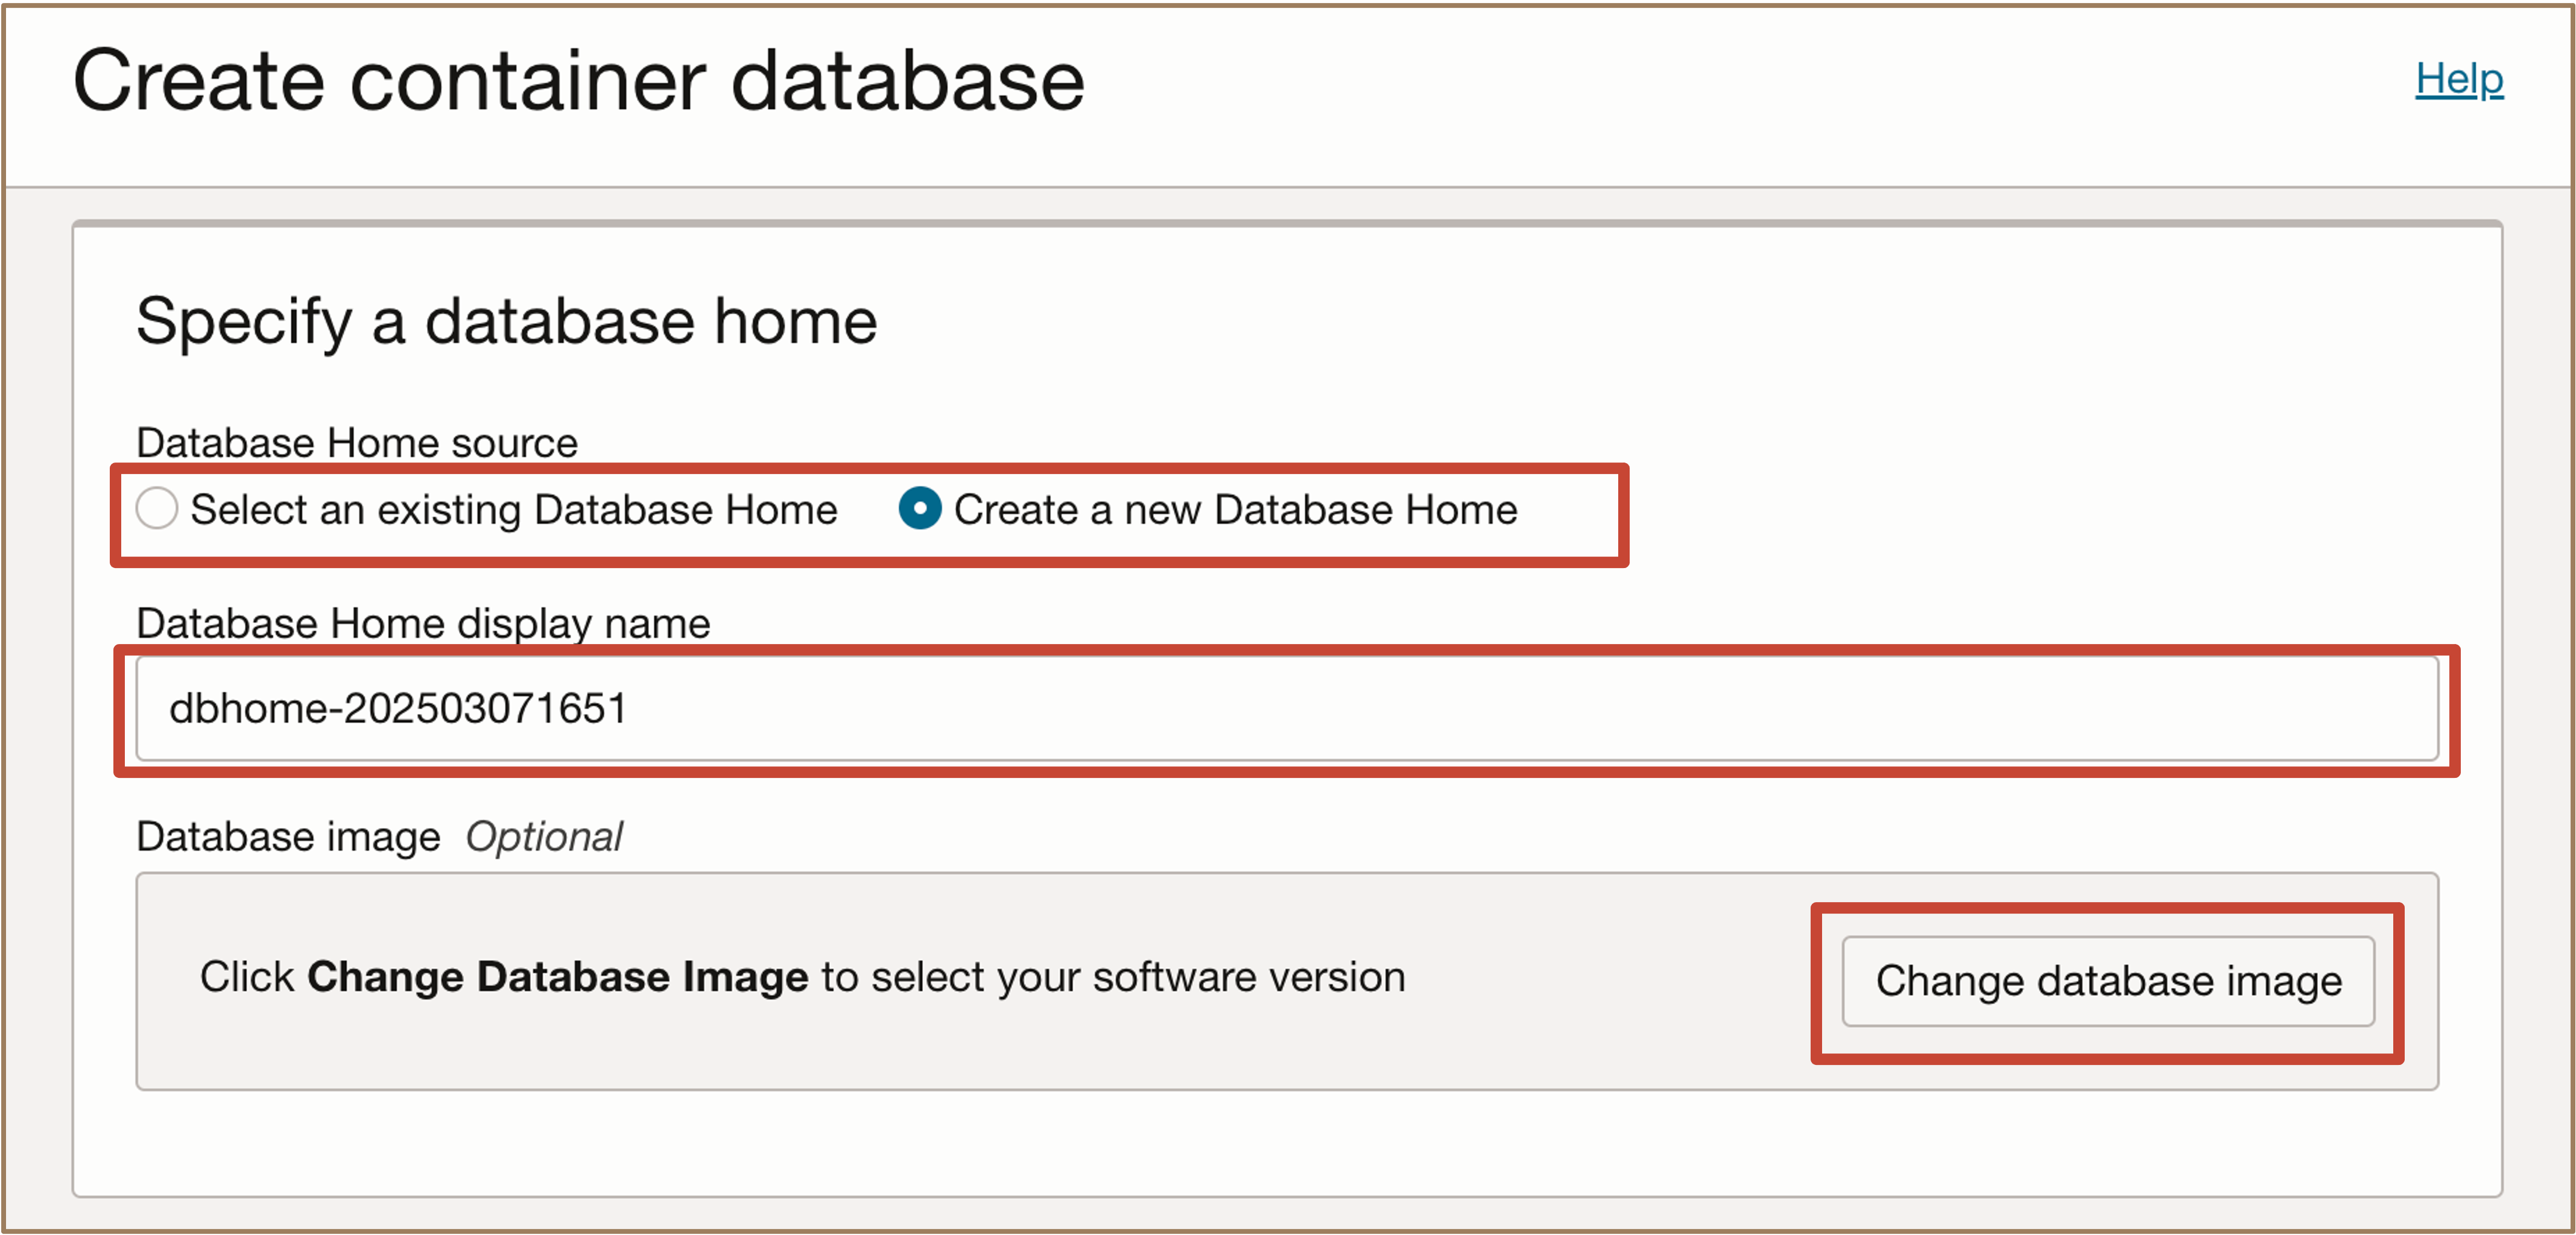 Create container database
Help
Specify a database home
Database Home source
Select an existing Database Home Create a new Database Home
Database Home display name
dbhome-202503071651
Database image Optional
Click Change Database Image to select your software version
Change database image